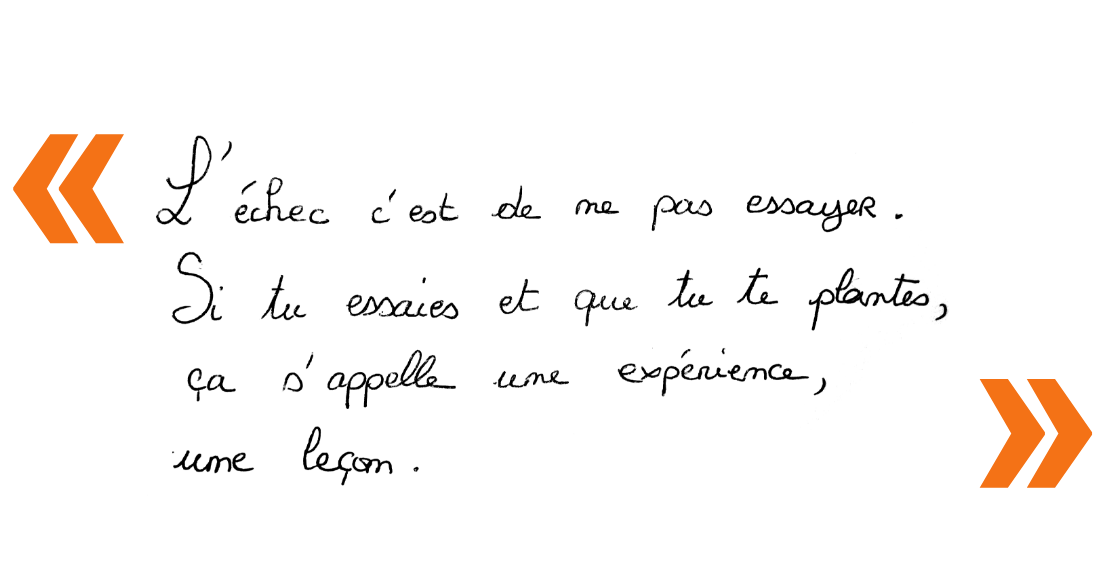 « L'échec c'est de ne pas essayer.
Si tu essaies et que tu te plantes,
ça s'appelle une expérience,
une leçon. »